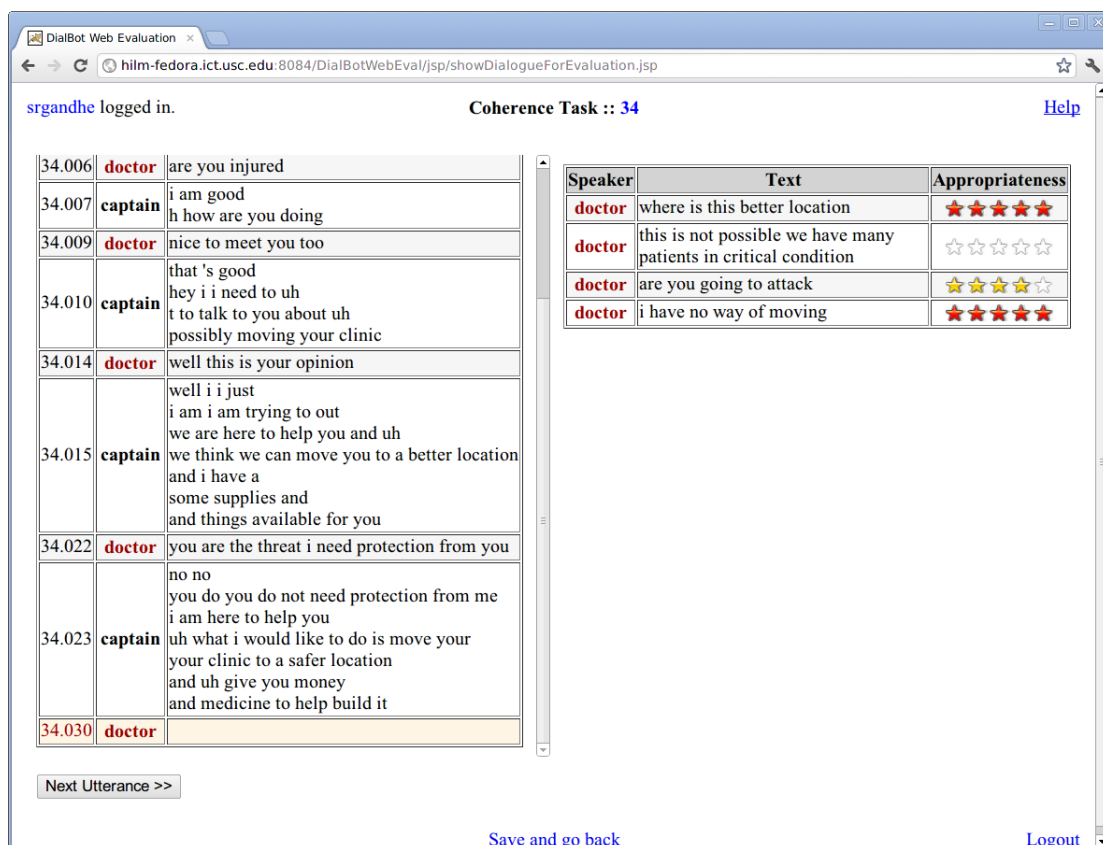 DialBot Web Evaluation
hilm-fedora.ict.usc.edu:8084/DialBotWebEval/jsp/showDialogueForEvaluation.jsp
srgandhe logged in.
Coherence Task :: 34
Help
34.006 doctor are you injured
34.007 captain i am good
h how are you doing
34.009 doctor nice to meet you too
34.010 captain that 's good
hey i i need to uh
t to talk to you about uh
possibly moving your clinic
34.014 doctor well this is your opinion
34.015 captain well i i just
i am i am trying to out
we are here to help you and uh
we think we can move you to a better location
and i have a
some supplies and
and things available for you
34.022 doctor you are the threat i need protection from you
34.023 captain no no
you do you do not need protection from me
i am here to help you
uh what i would like to do is move your
your clinic to a safer location
and uh give you money
and medicine to help build it
34.030 doctor
Speaker Text Appropriateness
doctor where is this better location
doctor this is not possible we have many
patients in critical condition
doctor are you going to attack
doctor i have no way of moving
Next Utterance >>
Save and go back
Logout